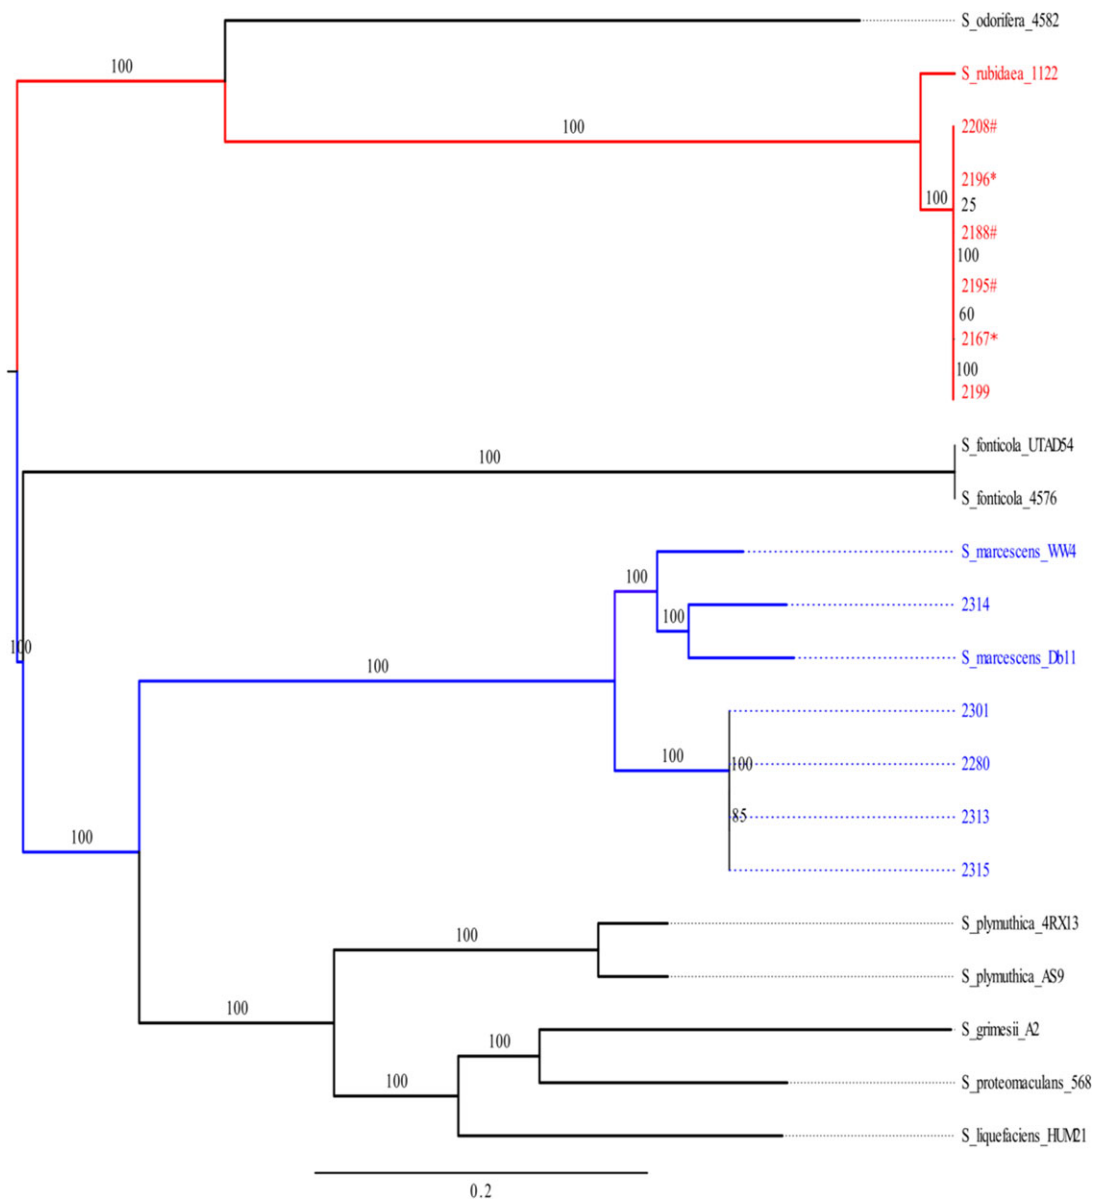 S_odorifera_4582
100
S_rubidaea_1122
100
2208#
2196*
100
25
2188#
100
2195#
60
2167*
100
2199
S_fonticola_UTAD54
100
S_fonticola_4576
S_marcescens_WW4
100
2314
100
100
S_marcescens_Db11
100
2301
100
100
2280
85
2313
100
2315
S_plymuthica_4RX13
100
S_plymuthica_AS9
100
S_grimesii_A2
100
100
S_proteomaculans_568
S_liquefaciens_HUM21
0.2